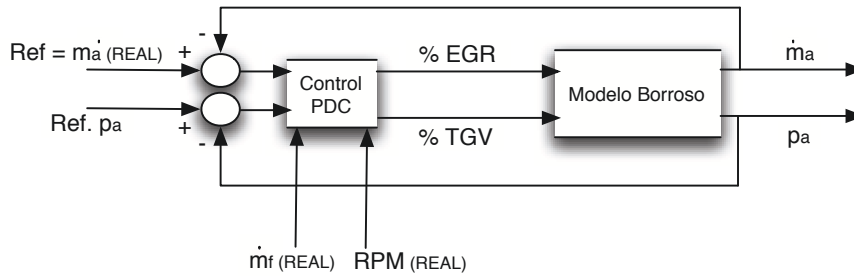 Ref = ṁa (REAL)
+
-
Ref. pa
+
-
Control
PDC
% EGR
% TGV
Modelo Borroso
ṁa
pa
ṁf (REAL)
RPM (REAL)